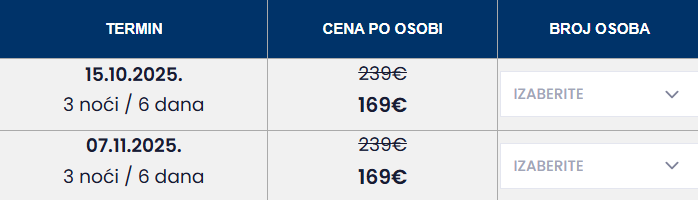 TERMIN CENA PO OSOBI BROJ OSOBA
15.10.2025. 239€
3 noći / 6 dana 169€ IZABERITE
07.11.2025. 239€
3 noći / 6 dana 169€ IZABERITE